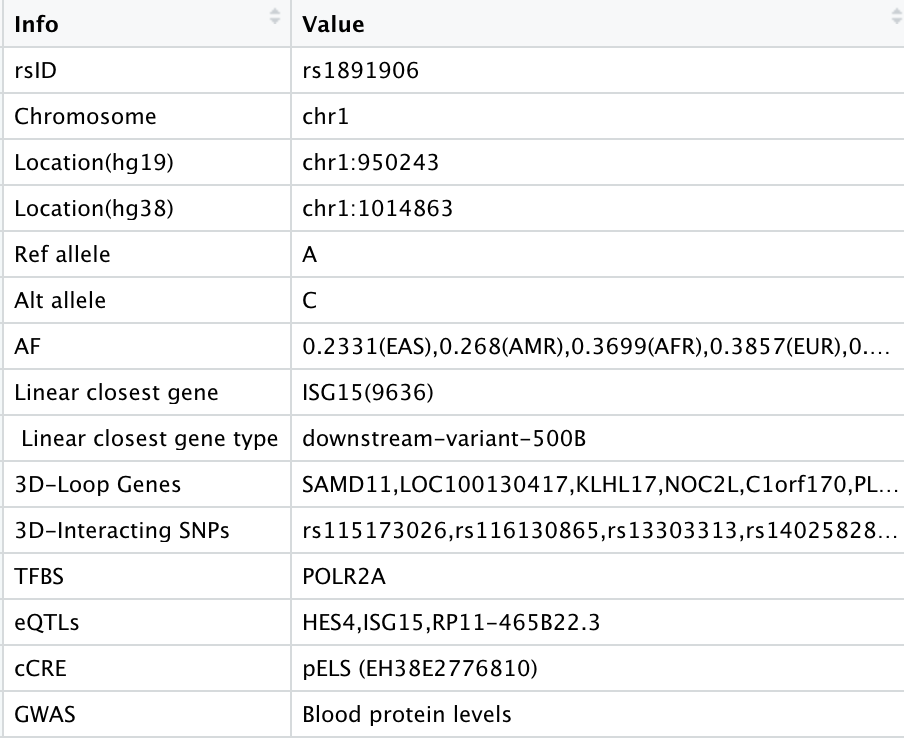 Info Value
rsID rs1891906
Chromosome chr1
Location(hg19) chr1:950243
Location(hg38) chr1:1014863
Ref allele A
Alt allele C
AF 0.2331(EAS),0.268(AMR),0.3699(AFR),0.3857(EUR),0....
Linear closest gene ISG15(9636)
Linear closest gene type downstream-variant-500B
3D-Loop Genes SAMD11,LOC100130417,KLHL17,NOC2L,C1orf170,PL...
3D-Interacting SNPs rs115173026,rs116130865,rs13303313,rs14025828...
TFBS POLR2A
eQTLs HES4,ISG15,RP11-465B22.3
cCRE pELS (EH38E2776810)
GWAS Blood protein levels